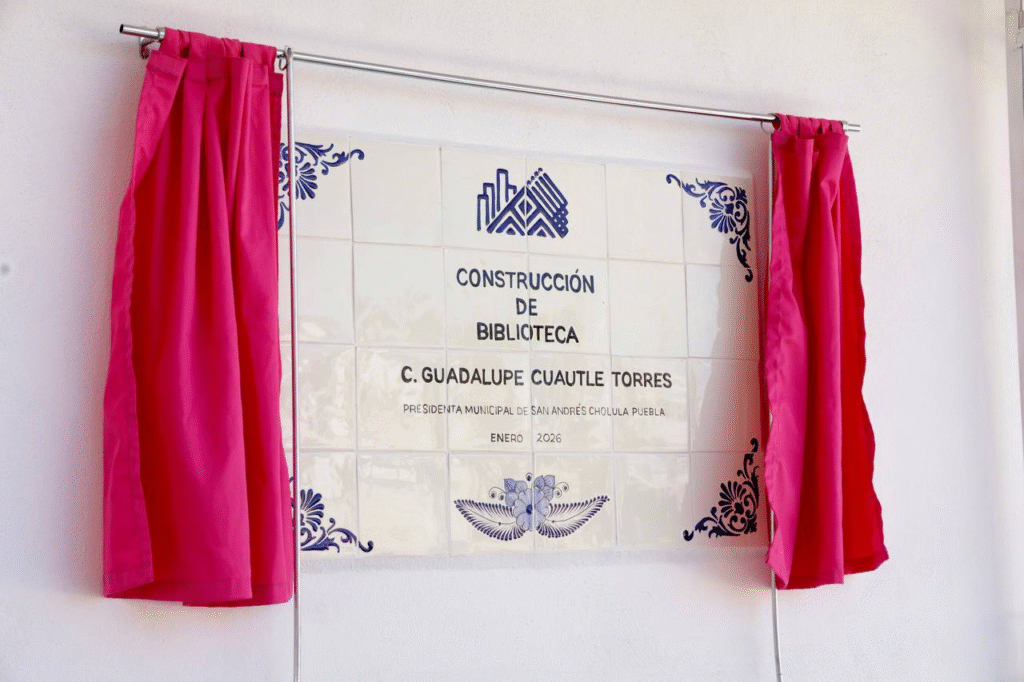 CONSTRUCCIÓN
DE
BIBLIOTECA
C. GUADALUPE CUAUTLE TORRES
PRESIDENTA MUNICIPAL DE SAN ANDRÉS CHOLULA PUEBLA
ENERO 2026